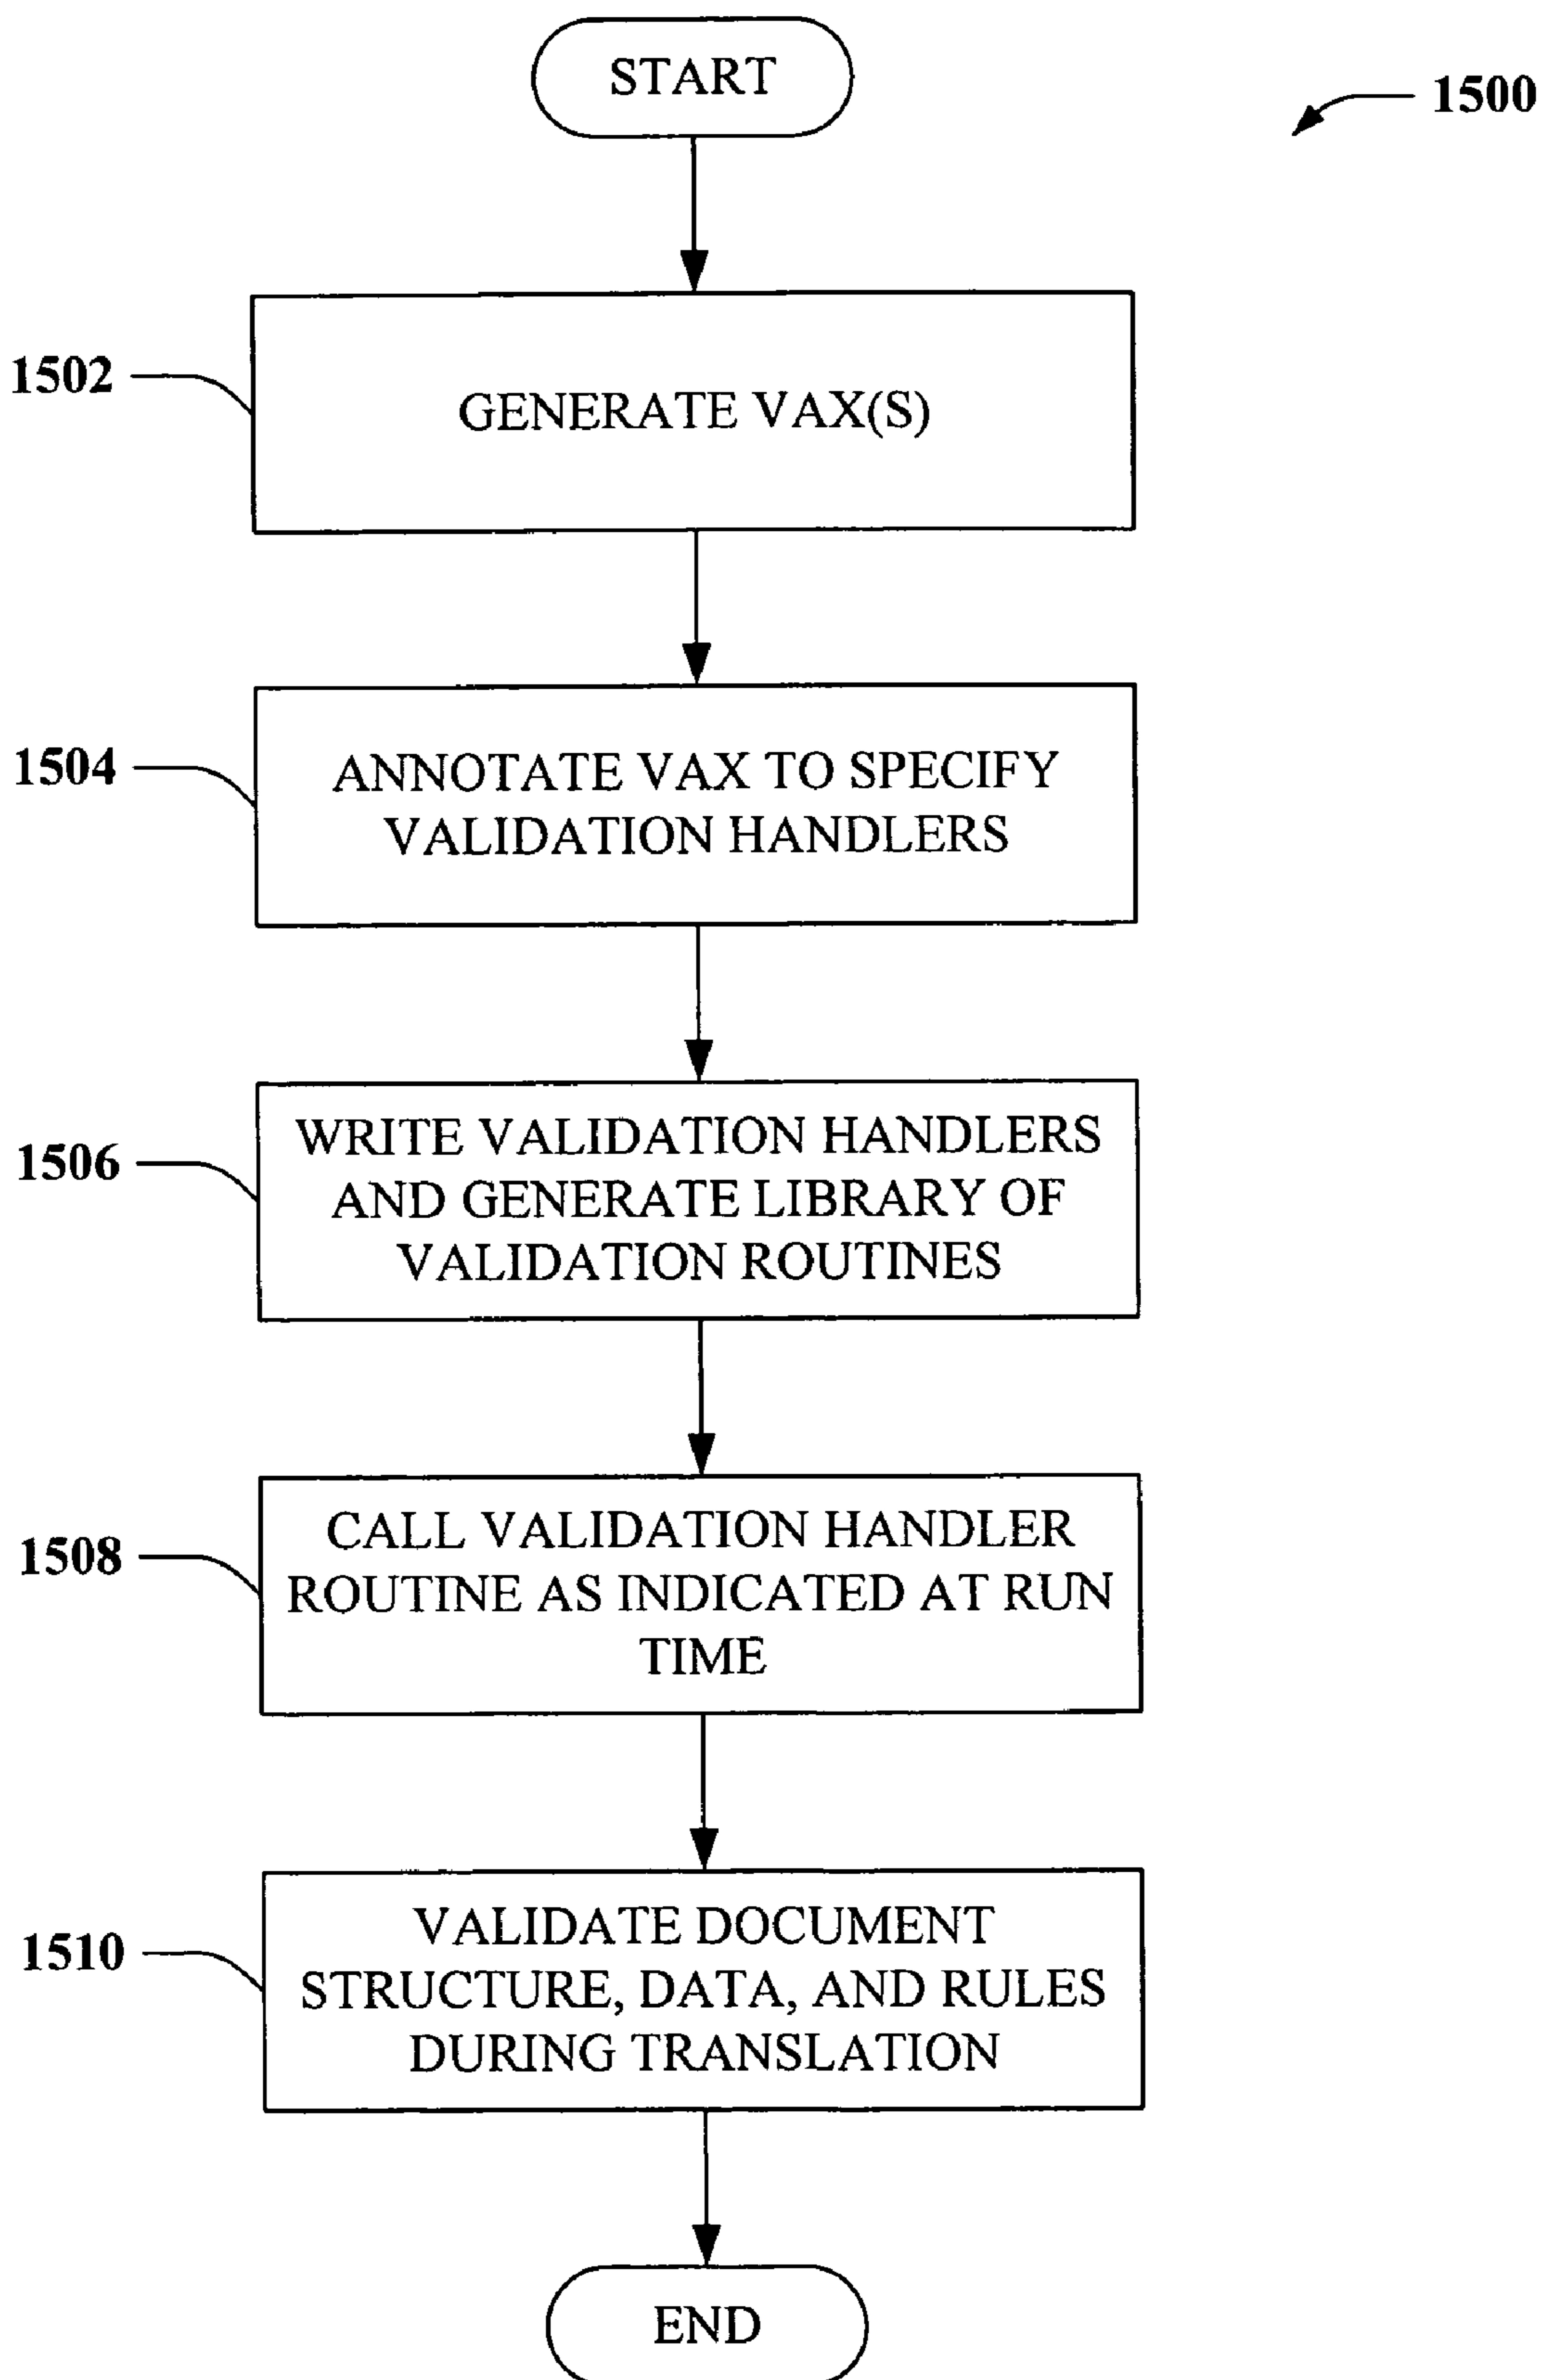 START
1500
1502
GENERATE VAX(S)
1504
ANNOTATE VAX TO SPECIFY
VALIDATION HANDLERS
1506
WRITE VALIDATION HANDLERS
AND GENERATE LIBRARY OF
VALIDATION ROUTINES
1508
CALL VALIDATION HANDLER
ROUTINE AS INDICATED AT RUN
TIME
1510
VALIDATE DOCUMENT
STRUCTURE, DATA, AND RULES
DURING TRANSLATION
END